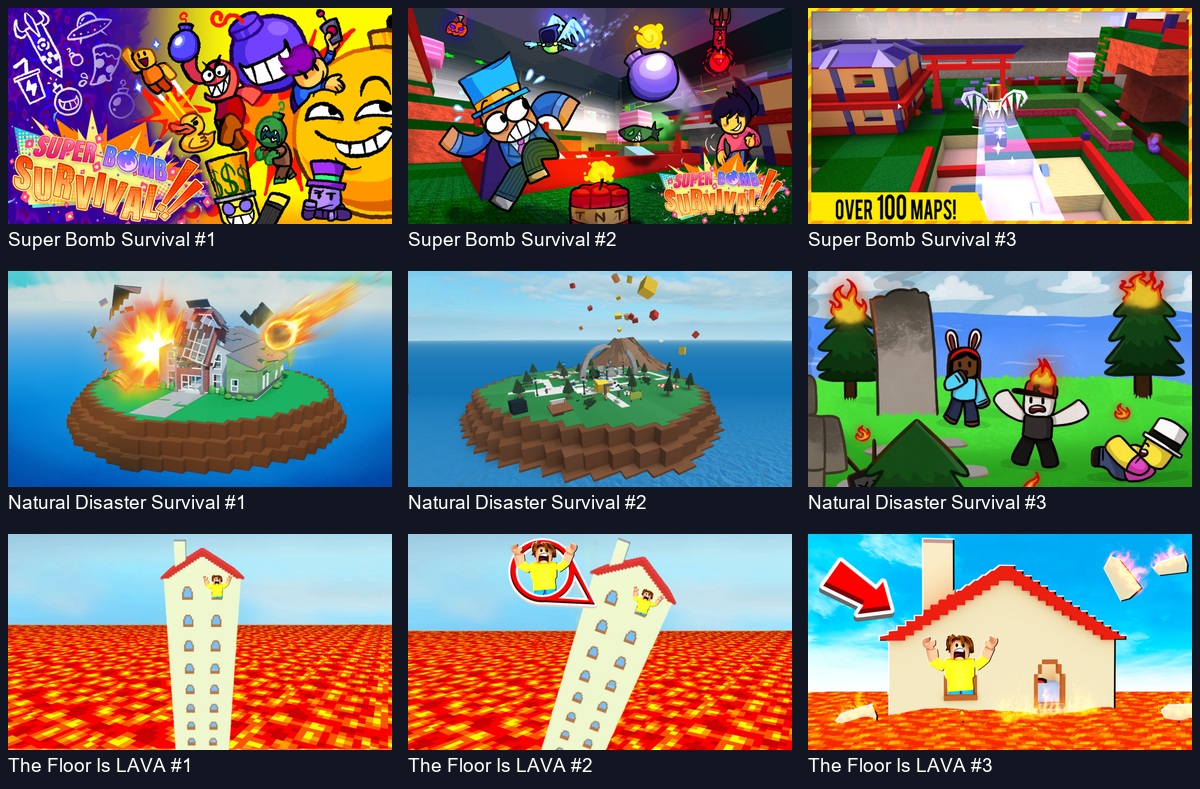 SUPER BOMB
SURVIVAL!!
$$$
Super Bomb Survival #1
TNT
SUPER BOMB
SURVIVAL!!
Super Bomb Survival #2
OVER 100 MAPS!
Super Bomb Survival #3
Natural Disaster Survival #1
Natural Disaster Survival #2
Natural Disaster Survival #3
The Floor Is LAVA #1
The Floor Is LAVA #2
The Floor Is LAVA #3